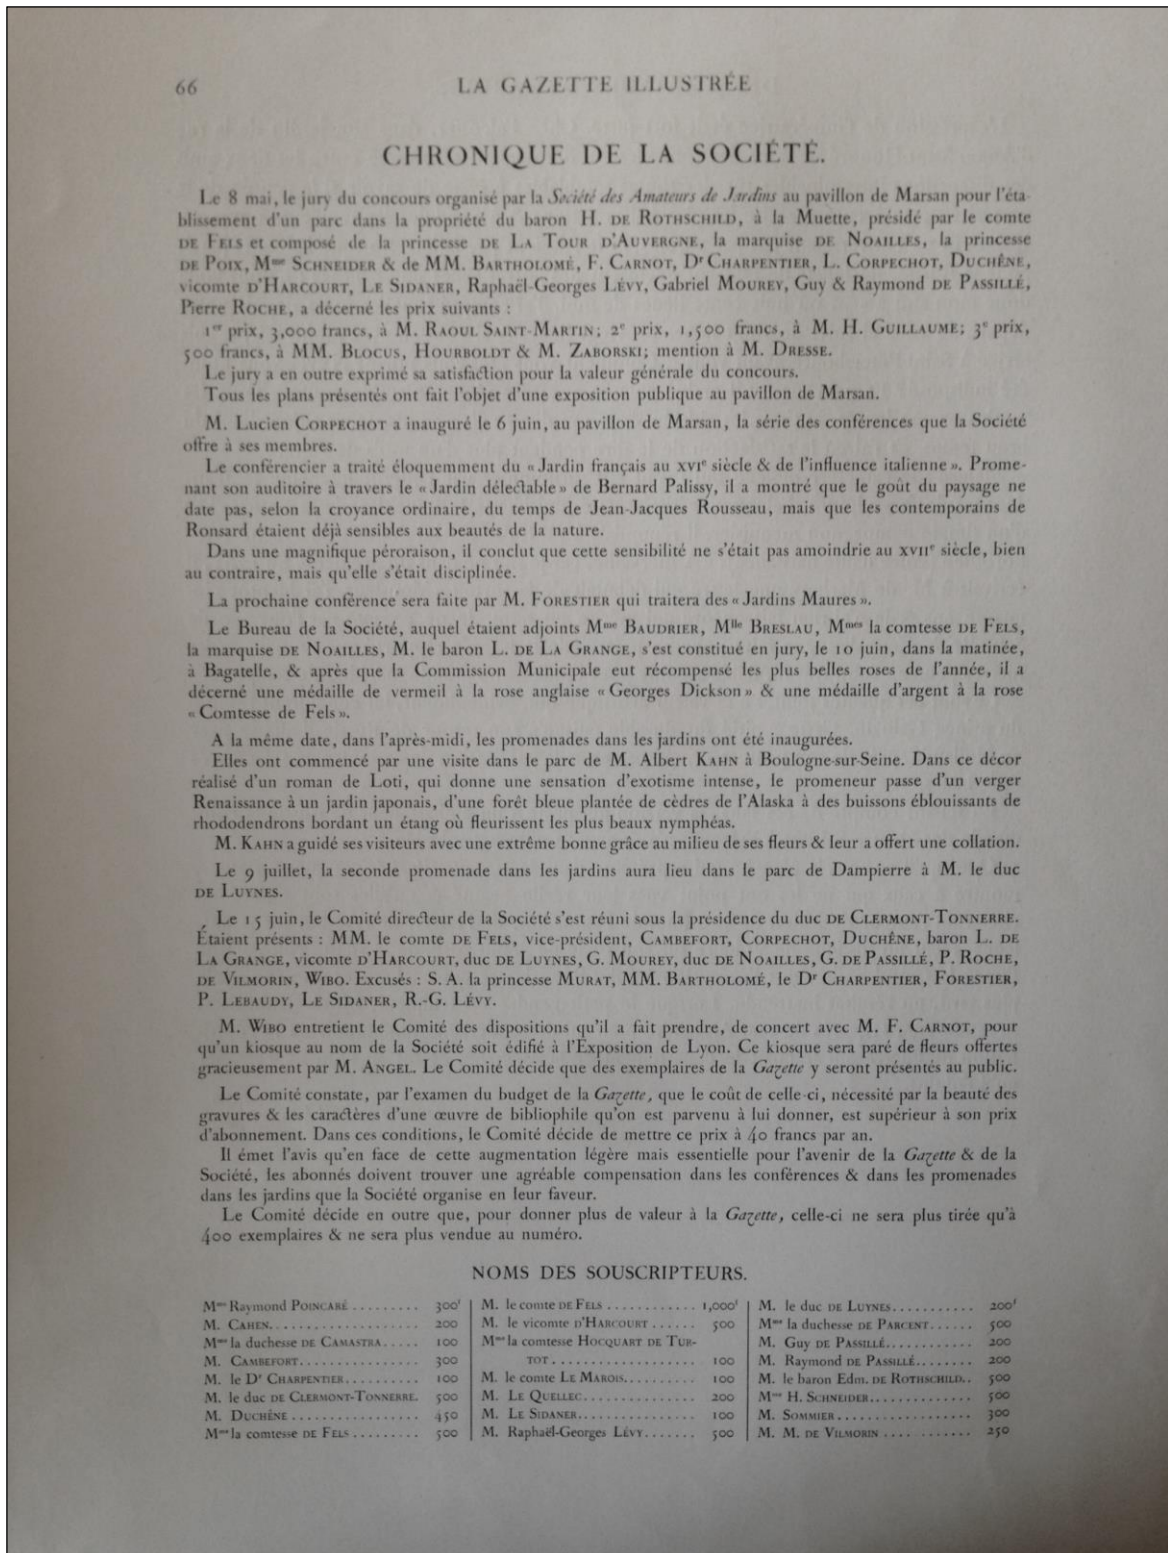 66
LA GAZETTE ILLUSTRÉE
CHRONIQUE DE LA SOCIÉTÉ.
Le 8 mai, le jury du concours organisé par la Société des Amateurs de Jardins au pavillon de Marsan pour l'éta-
blissement d'un parc dans la propriété du baron H. DE ROTHSCHILD, à la Muette, présidé par le comte
DE FELS et composé de la princesse DE LA TOUR D'AUVERGNE, la marquise DE NOAILLES, la princesse
DE POIX, Mme SCHNEIDER & de MM. BARTHOLOMÉ, F. CARNOT, Dr CHARPENTIER, L. CORPECHOT, DUCHÊNE,
vicomte D'HARCOURT, LE SIDANER, Raphaël-Georges LÉVY, Gabriel MOUREY, Guy & Raymond DE PASSILLÉ,
Pierre ROCHE, a décerné les prix suivants :
1er prix, 3,000 francs, à M. RAOUL SAINT-MARTIN; 2e prix, 1,500 francs, à M. H. GUILLAUME; 3e prix,
500 francs, à MM. BLOCUS, HOURBOLDT & M. ZABORSKI; mention à M. DRESSE.
Le jury a en outre exprimé sa satisfaction pour la valeur générale du concours.
Tous les plans présentés ont fait l'objet d'une exposition publique au pavillon de Marsan.
M. Lucien CORPECHOT a inauguré le 6 juin, au pavillon de Marsan, la série des conférences que la Société
offre à ses membres.
Le conférencier a traité éloquemment du « Jardin français au XVIe siècle & de l'influence italienne ». Prome-
nant son auditoire à travers le « Jardin délectable » de Bernard Palissy, il a montré que le goût du paysage ne
date pas, selon la croyance ordinaire, du temps de Jean-Jacques Rousseau, mais que les contemporains de
Ronsard étaient déjà sensibles aux beautés de la nature.
Dans une magnifique péroraison, il conclut que cette sensibilité ne s'était pas amoindrie au XVIIe siècle, bien
au contraire, mais qu'elle s'était disciplinée.
La prochaine conférence sera faite par M. FORESTIER qui traitera des « Jardins Maures ».
Le Bureau de la Société, auquel étaient adjoints Mme BAUDRIER, Mlle BRESLAU, Mmes la comtesse DE FELS,
la marquise DE NOAILLES, M. le baron L. DE LA GRANGE, s'est constitué en jury, le 10 juin, dans la matinée,
à Bagatelle, & après que la Commission Municipale eut récompensé les plus belles roses de l'année, il a
décerné une médaille de vermeil à la rose anglaise « Georges Dickson » & une médaille d'argent à la rose
« Comtesse de Fels ».
A la même date, dans l'après-midi, les promenades dans les jardins ont été inaugurées.
Elles ont commencé par une visite dans le parc de M. Albert KAHN à Boulogne-sur-Seine. Dans ce décor
réalisé d'un roman de Loti, qui donne une sensation d'exotisme intense, le promeneur passe d'un verger
Renaissance à un jardin japonais, d'une forêt bleue plantée de cèdres de l'Alaska à des buissons éblouissants de
rhododendrons bordant un étang où fleurissent les plus beaux nymphéas.
M. KAHN a guidé ses visiteurs avec une extrême bonne grâce au milieu de ses fleurs & leur a offert une collation.
Le 9 juillet, la seconde promenade dans les jardins aura lieu dans le parc de Dampierre à M. le duc
DE LUYNES.
Le 15 juin, le Comité directeur de la Société s'est réuni sous la présidence du duc DE CLERMONT-TONNERRE.
Étaient présents : MM. le comte DE FELS, vice-président, CAMBEFORT, CORPECHOT, DUCHÊNE, baron L. DE
LA GRANGE, vicomte D'HARCOURT, duc DE LUYNES, G. MOUREY, duc DE NOAILLES, G. DE PASSILLÉ, P. ROCHE,
DE VILMORIN, WIBO. Excusés : S. A. la princesse MURAT, MM. BARTHOLOMÉ, le Dr CHARPENTIER, FORESTIER,
P. LEBAUDY, LE SIDANER, R.-G. LÉVY.
M. WIBO entretient le Comité des dispositions qu'il a fait prendre, de concert avec M. F. CARNOT, pour
qu'un kiosque au nom de la Société soit édifié à l'Exposition de Lyon. Ce kiosque sera paré de fleurs offertes
gracieusement par M. ANGEL. Le Comité décide que des exemplaires de la Gazette y seront présentés au public.
Le Comité constate, par l'examen du budget de la Gazette, que le coût de celle-ci, nécessité par la beauté des
gravures & les caractères d'une œuvre de bibliophile qu'on est parvenu à lui donner, est supérieur à son prix
d'abonnement. Dans ces conditions, le Comité décide de mettre ce prix à 40 francs par an.
Il émet l'avis qu'en face de cette augmentation légère mais essentielle pour l'avenir de la Gazette & de la
Société, les abonnés doivent trouver une agréable compensation dans les conférences & dans les promenades
dans les jardins que la Société organise en leur faveur.
Le Comité décide en outre que, pour donner plus de valeur à la Gazette, celle-ci ne sera plus tirée qu'à
400 exemplaires & ne sera plus vendue au numéro.
NOMS DES SOUSCRIPTEURS.
Mme Raymond POINCARÉ ......... 300f
M. CAHEN.................. 200
Mme la duchesse DE CAMASTRA..... 100
M. CAMBEFORT............... 300
M. le Dr CHARPENTIER.......... 100
M. le duc DE CLERMONT-TONNERRE. 500
M. DUCHÊNE ................ 450
Mme la comtesse DE FELS ......... 500
M. le comte DE FELS ............ 1,000f
M. le vicomte D'HARCOURT ...... 500
Mme la comtesse HOCQUART DE TUR-
TOT.................. 100
M. le comte LE MAROIS.......... 100
M. LE QUELLEC.............. 200
M. LE SIDANER.............. 100
M. Raphaël-Georges LÉVY....... 500
M. le duc DE LUYNES.......... 200f
Mme la duchesse DE PARCENT...... 500
M. Guy DE PASSILLÉ........... 200
M. Raymond DE PASSILLÉ........ 200
M. le baron Edm. DE ROTHSCHILD.. 500
Mme H. SCHNEIDER............. 500
M. SOMMIER................. 300
M. M. DE VILMORIN ............ 250